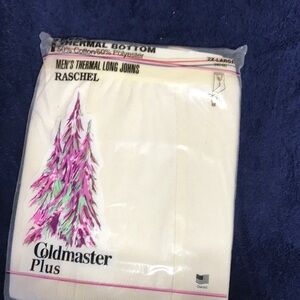 THERMAL BOTTOM
50% Cotton/50% Polyester
MEN'S THERMAL LONG JOHNS
2X-LARGE
RASCHEL
Coldmaster
Plus